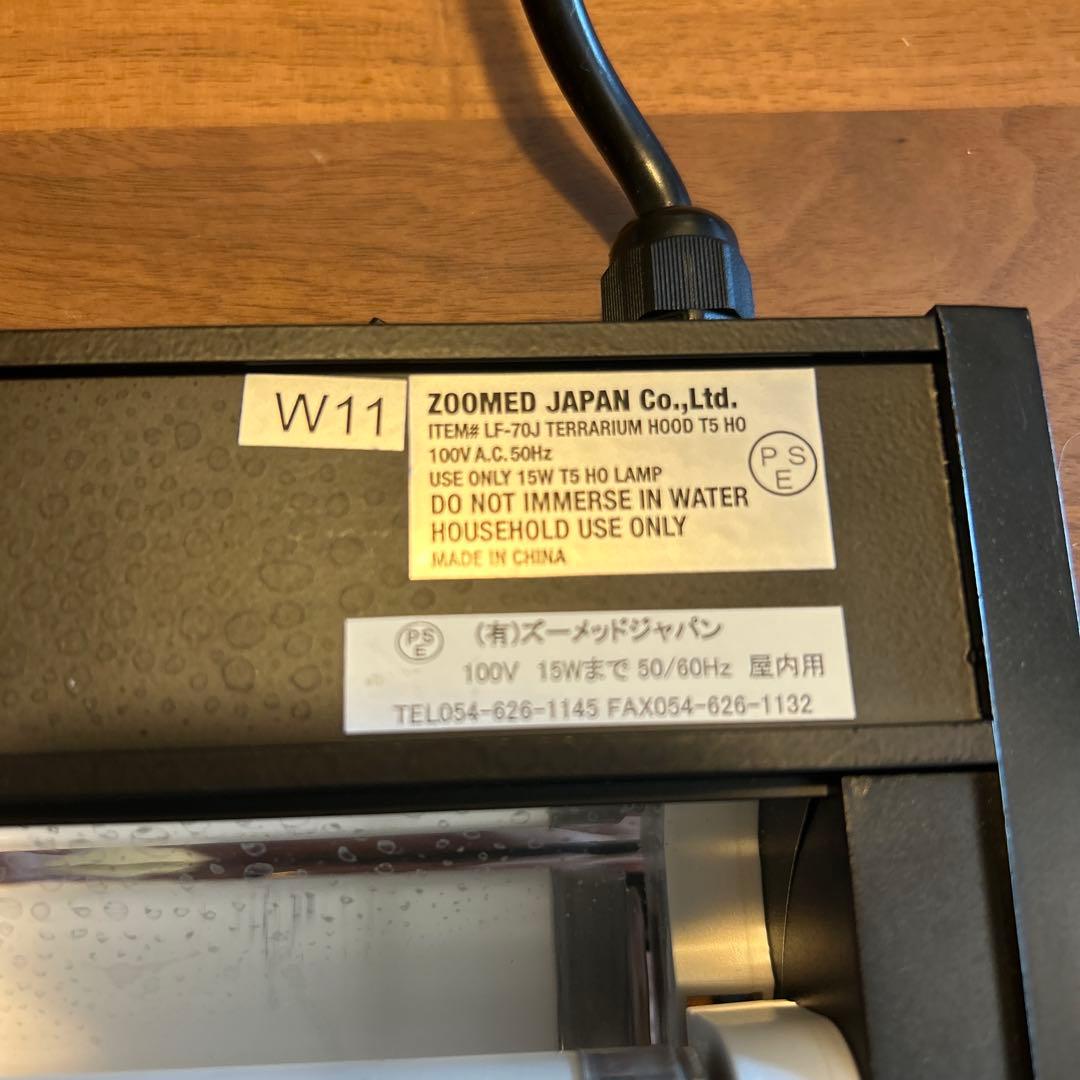 W11
ZOOMED JAPAN Co.,Ltd.
ITEM# LF-70J TERRARIUM HOOD T5 HO
100V A.C. 50Hz
USE ONLY 15W T5 HO LAMP
DO NOT IMMERSE IN WATER
HOUSEHOLD USE ONLY
MADE IN CHINA
PSE
PSE
(有)ズーメッドジャパン
100V 15Wまで 50/60Hz 屋内用
TEL054-626-1145 FAX054-626-1132